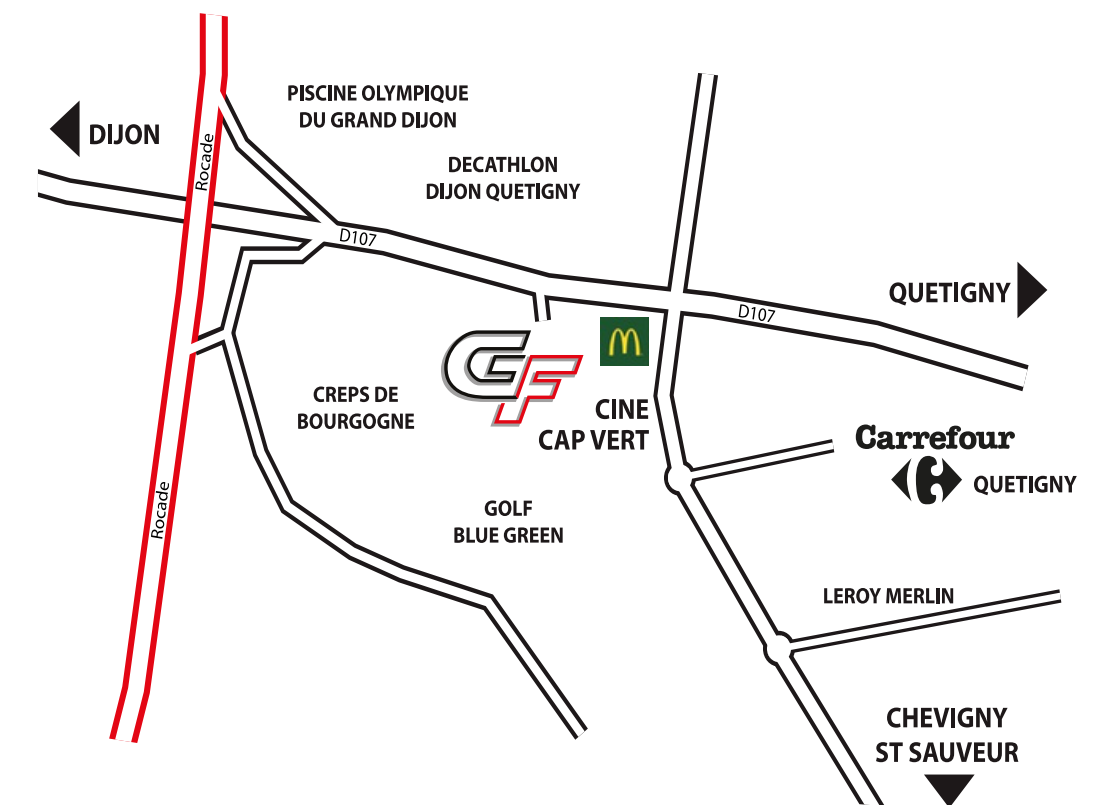 PISCINE OLYMPIQUE
DU GRAND DIJON
DIJON
Rocade
DECATHLON
DIJON QUETIGNY
D107
QUETIGNY
D107
GF
CREPS DE
BOURGOGNE
CINE
CAP VERT
Carrefour
QUETIGNY
Rocade
GOLF
BLUE GREEN
LEROY MERLIN
CHEVIGNY
ST SAUVEUR